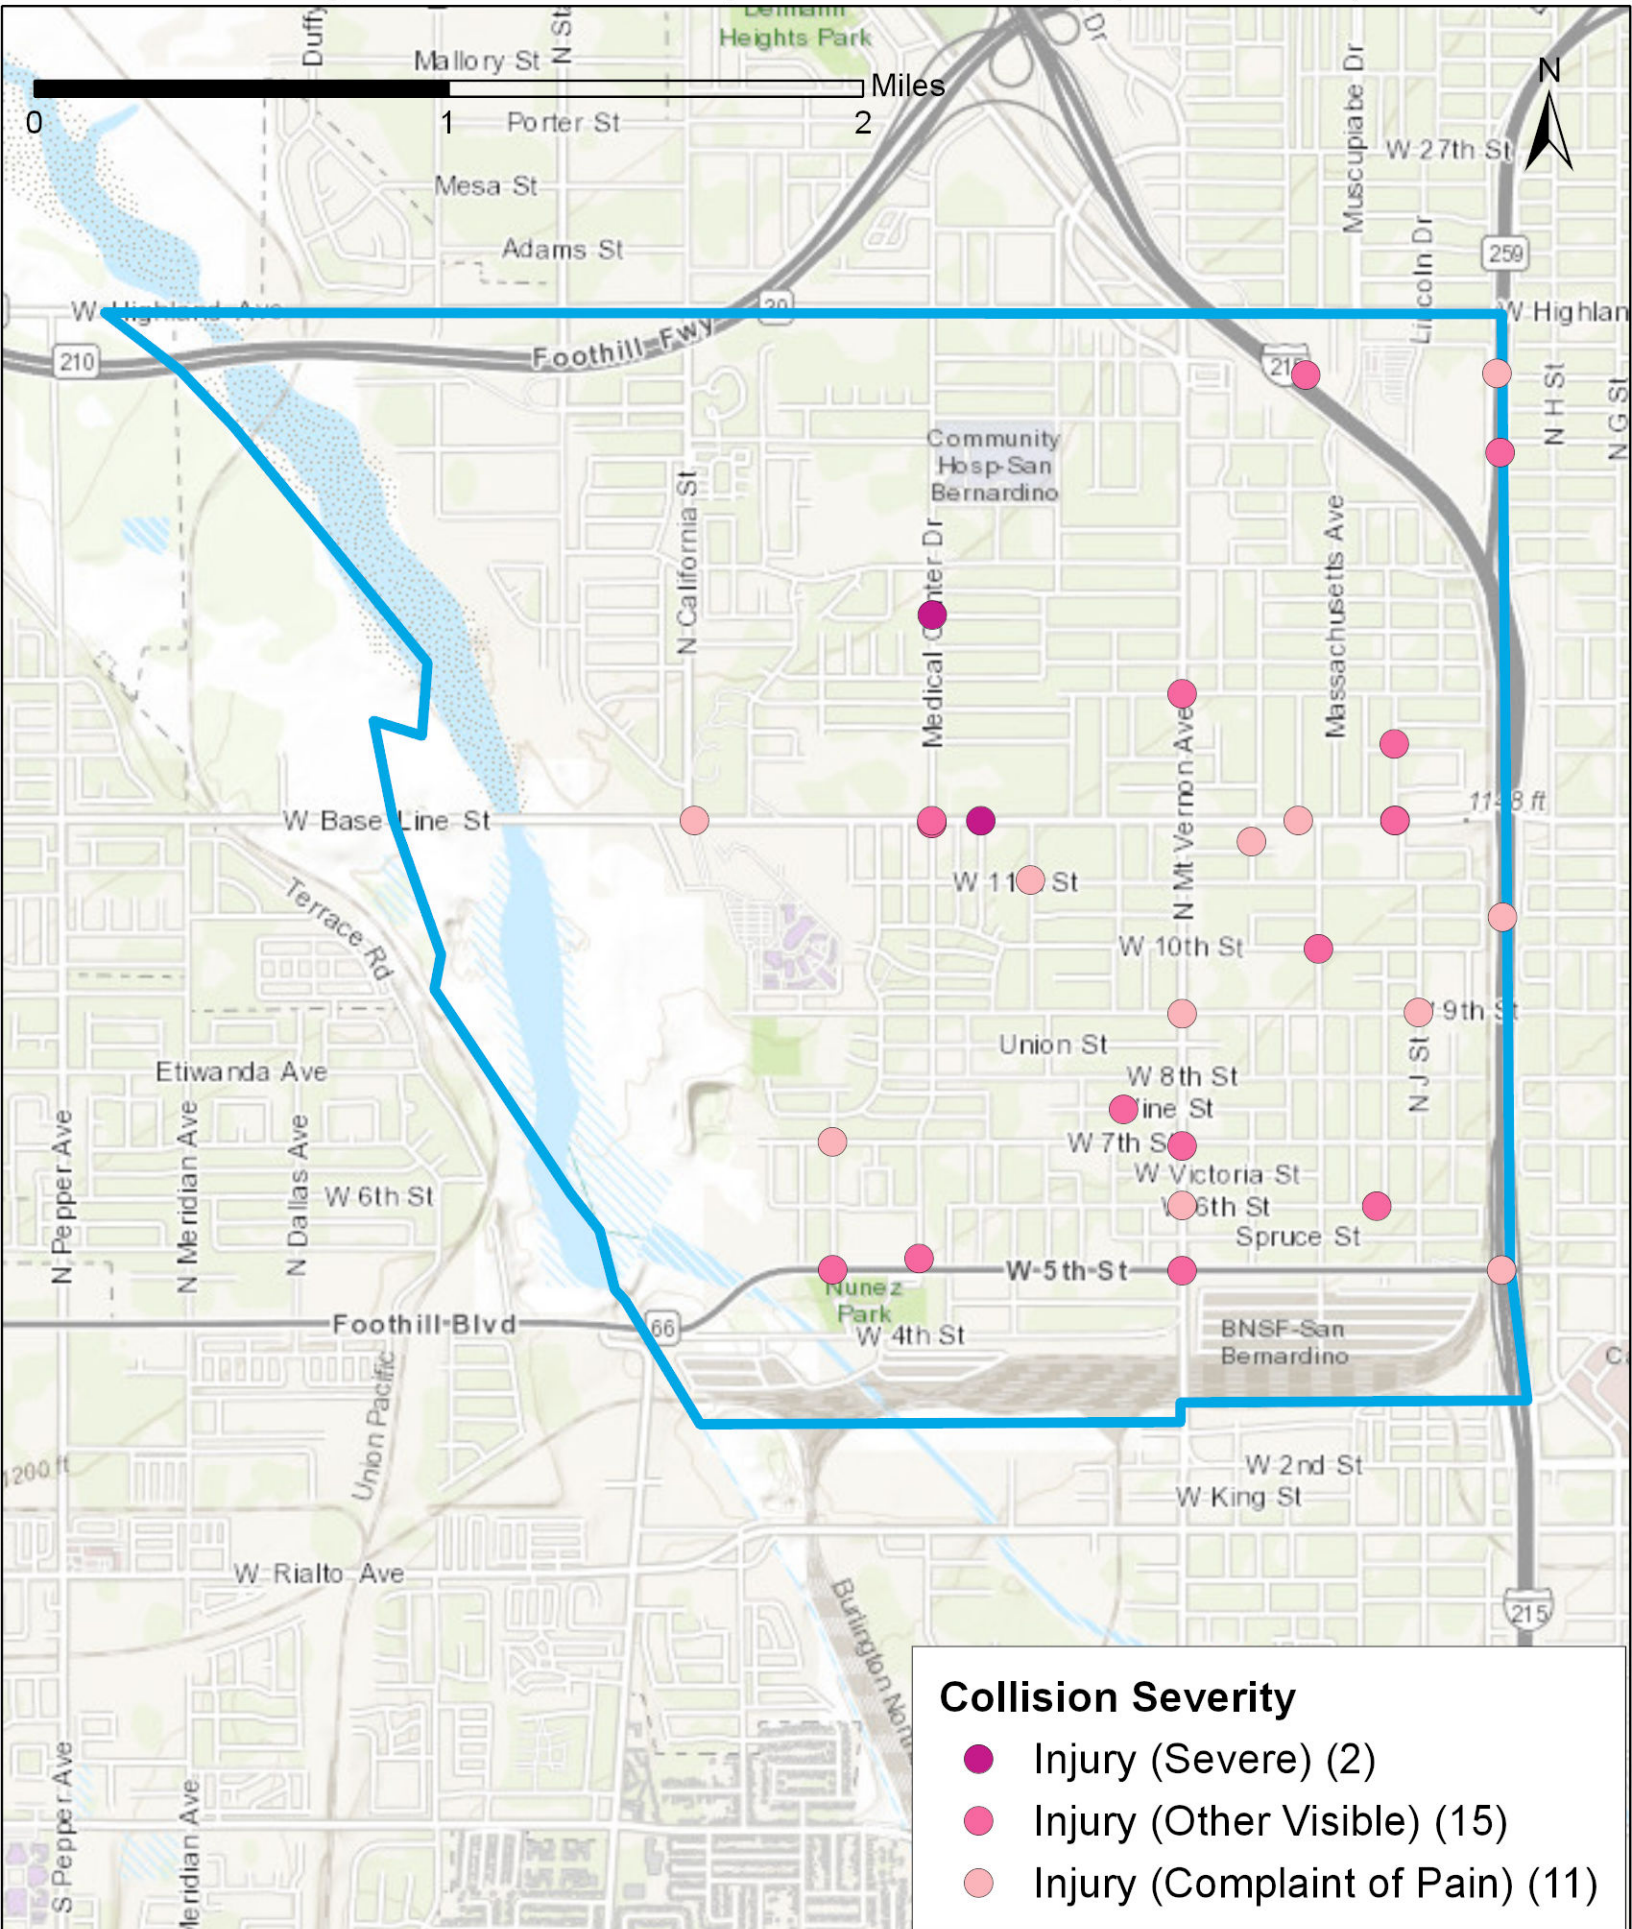 Duffy
N Sta
Dr
Heights Park
Mallory St
Miles
0
1
2
Porter St
N
W 27th St
Muscupiabe Dr
Mesa St
Lincoln Dr
Adams St
259
W Highland Ave
30
W Highlan
210
Foothill Fwy
215
N H St
N G St
Community
Hosp-San
Bernardino
N California St
Medical Center Dr
Massachusetts Ave
N Mt Vernon Ave
W Base Line St
W 11th St
Terrace Rd
W 10th St
9th St
Union St
N J St
Etiwanda Ave
W 8th St
Vine St
W 7th St
N Pepper Ave
N Meridian Ave
N Dallas Ave
W Victoria St
W 6th St
W 6th St
Spruce St
W 5th St
Nunez
Park
Foothill Blvd
66
W 4th St
BNSF-San
Bernardino
Union Pacific
1200 ft
W 2nd St
W King St
W Rialto Ave
Burlington North
215
S Pepper Ave
Meridian Ave
Collision Severity
Injury (Severe) (2)
Injury (Other Visible) (15)
Injury (Complaint of Pain) (11)